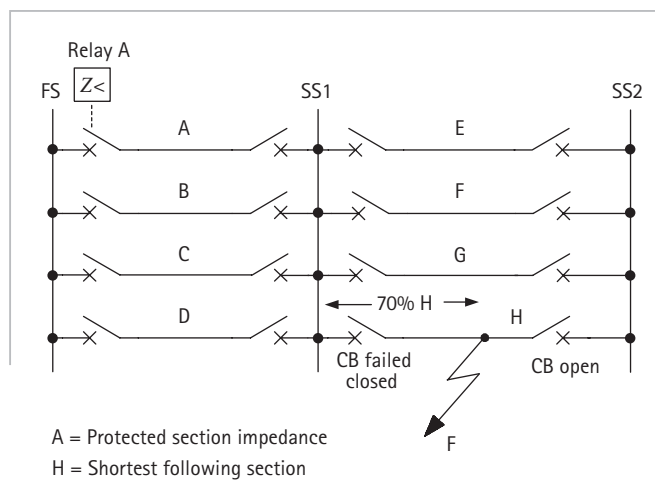 Relay A
Z<
FS
SS1
SS2
A
E
B
F
C
G
70% H
D
H
CB failed
closed
CB open
F
A = Protected section impedance
H = Shortest following section